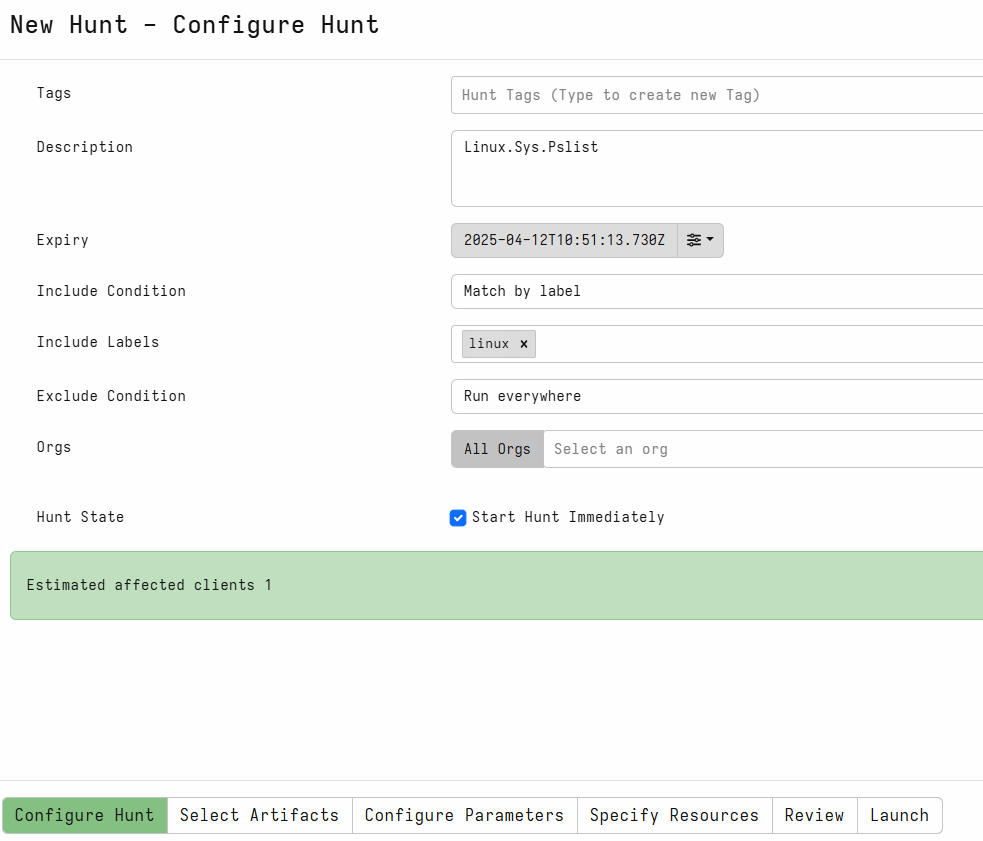 New Hunt - Configure Hunt
Tags
Hunt Tags (Type to create new Tag)
Description
Linux.Sys.Pslist
Expiry
2025-04-12T10:51:13.730Z
Include Condition
Match by label
Include Labels
linux ×
Exclude Condition
Run everywhere
Orgs
All Orgs
Select an org
Hunt State
Start Hunt Immediately
Estimated affected clients 1
Configure Hunt
Select Artifacts
Configure Parameters
Specify Resources
Review
Launch